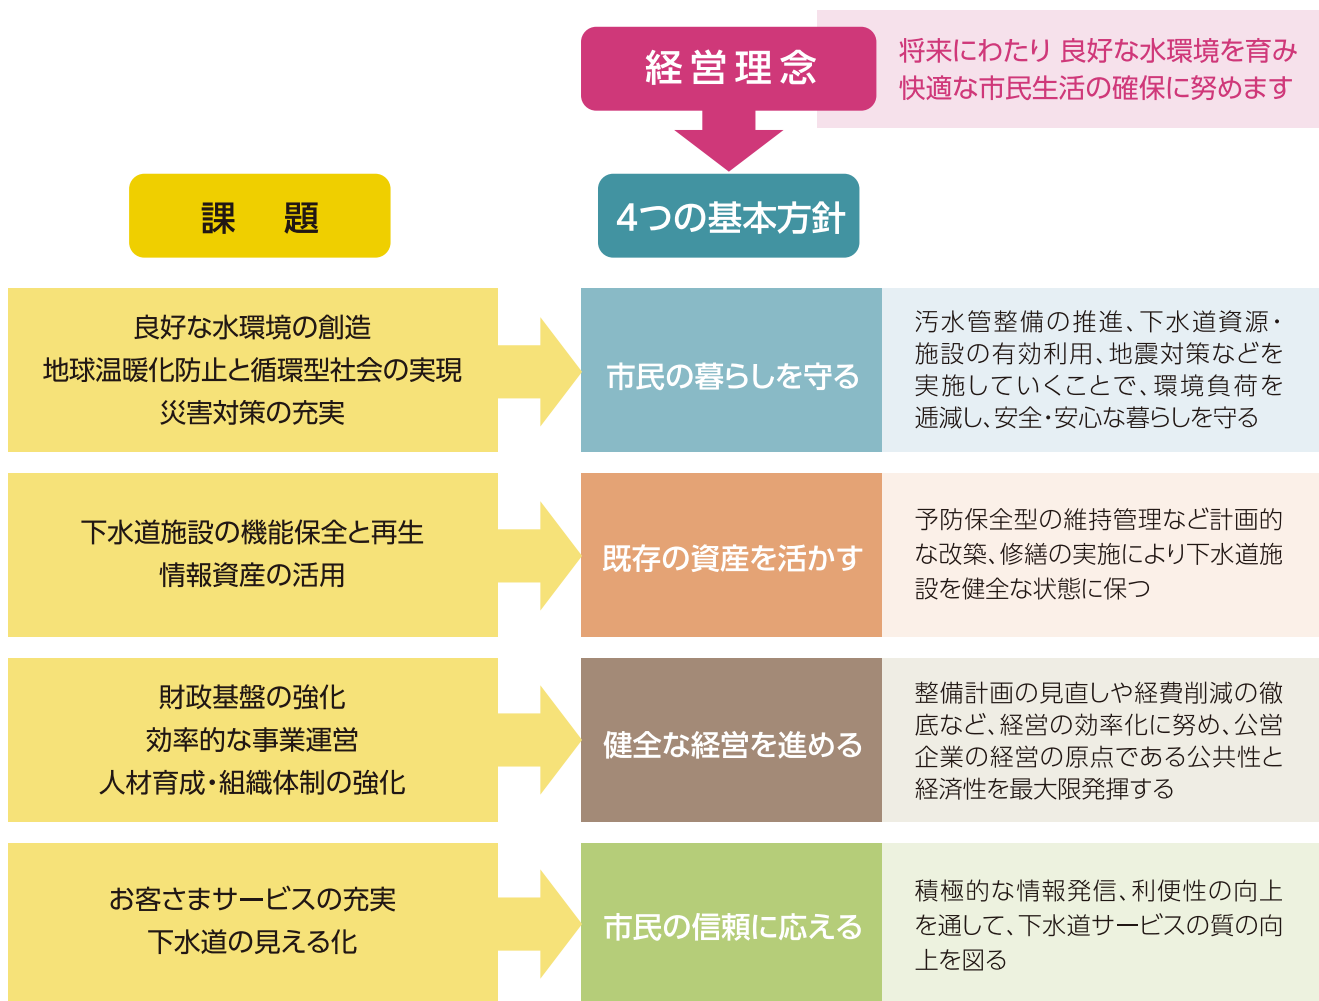 経営理念
将来にわたり 良好な水環境を育み
快適な市民生活の確保に努めます
課 題
4つの基本方針
良好な水環境の創造
地球温暖化防止と循環型社会の実現
災害対策の充実
市民の暮らしを守る
汚水管整備の推進、下水道資源・
施設の有効利用、地震対策などを
実施していくことで、環境負荷を
逓減し、安全・安心な暮らしを守る
下水道施設の機能保全と再生
情報資産の活用
既存の資産を活かす
予防保全型の維持管理など計画的
な改築、修繕の実施により下水道施
設を健全な状態に保つ
財政基盤の強化
効率的な事業運営
人材育成・組織体制の強化
健全な経営を進める
整備計画の見直しや経費削減の徹
底など、経営の効率化に努め、公営
企業の経営の原点である公共性と
経済性を最大限発揮する
お客さまサービスの充実
下水道の見える化
市民の信頼に応える
積極的な情報発信、利便性の向上
を通して、下水道サービスの質の向
上を図る